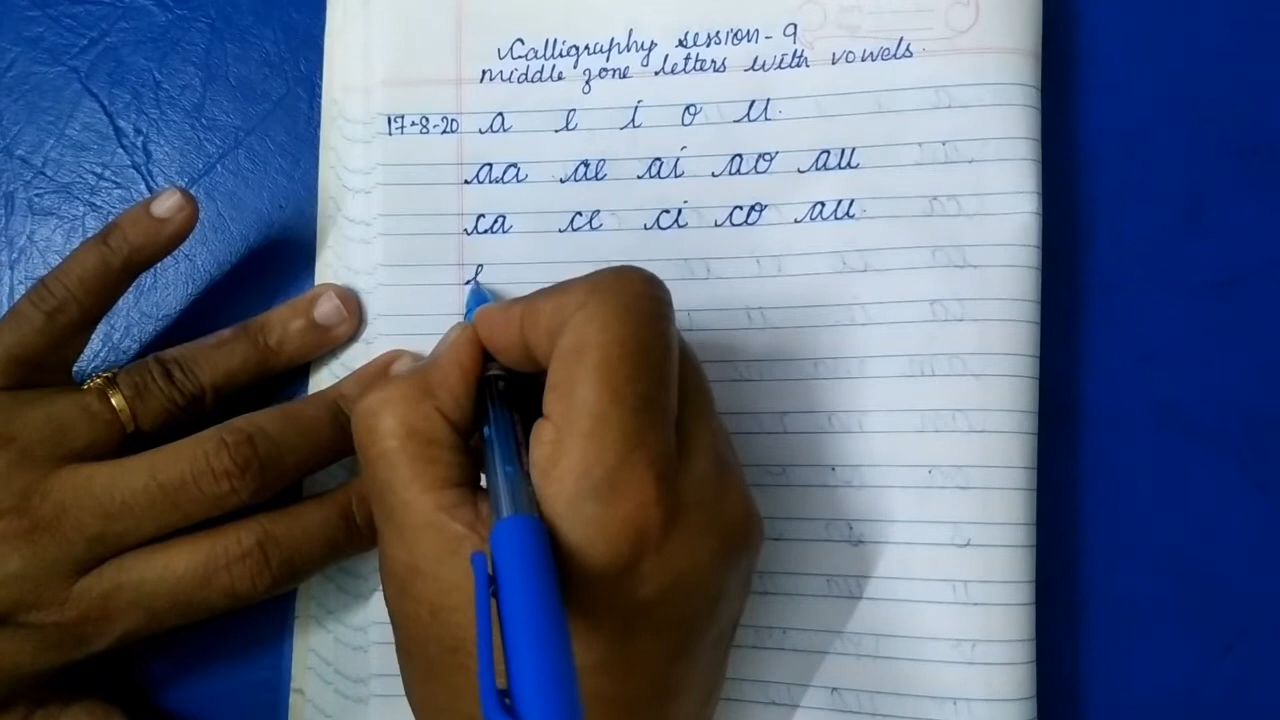 Calligraphy session - 9
middle zone letters with vowels.
17-8-20 a e i o u.
aa ae ai ao au
ca ce ci co au.
e